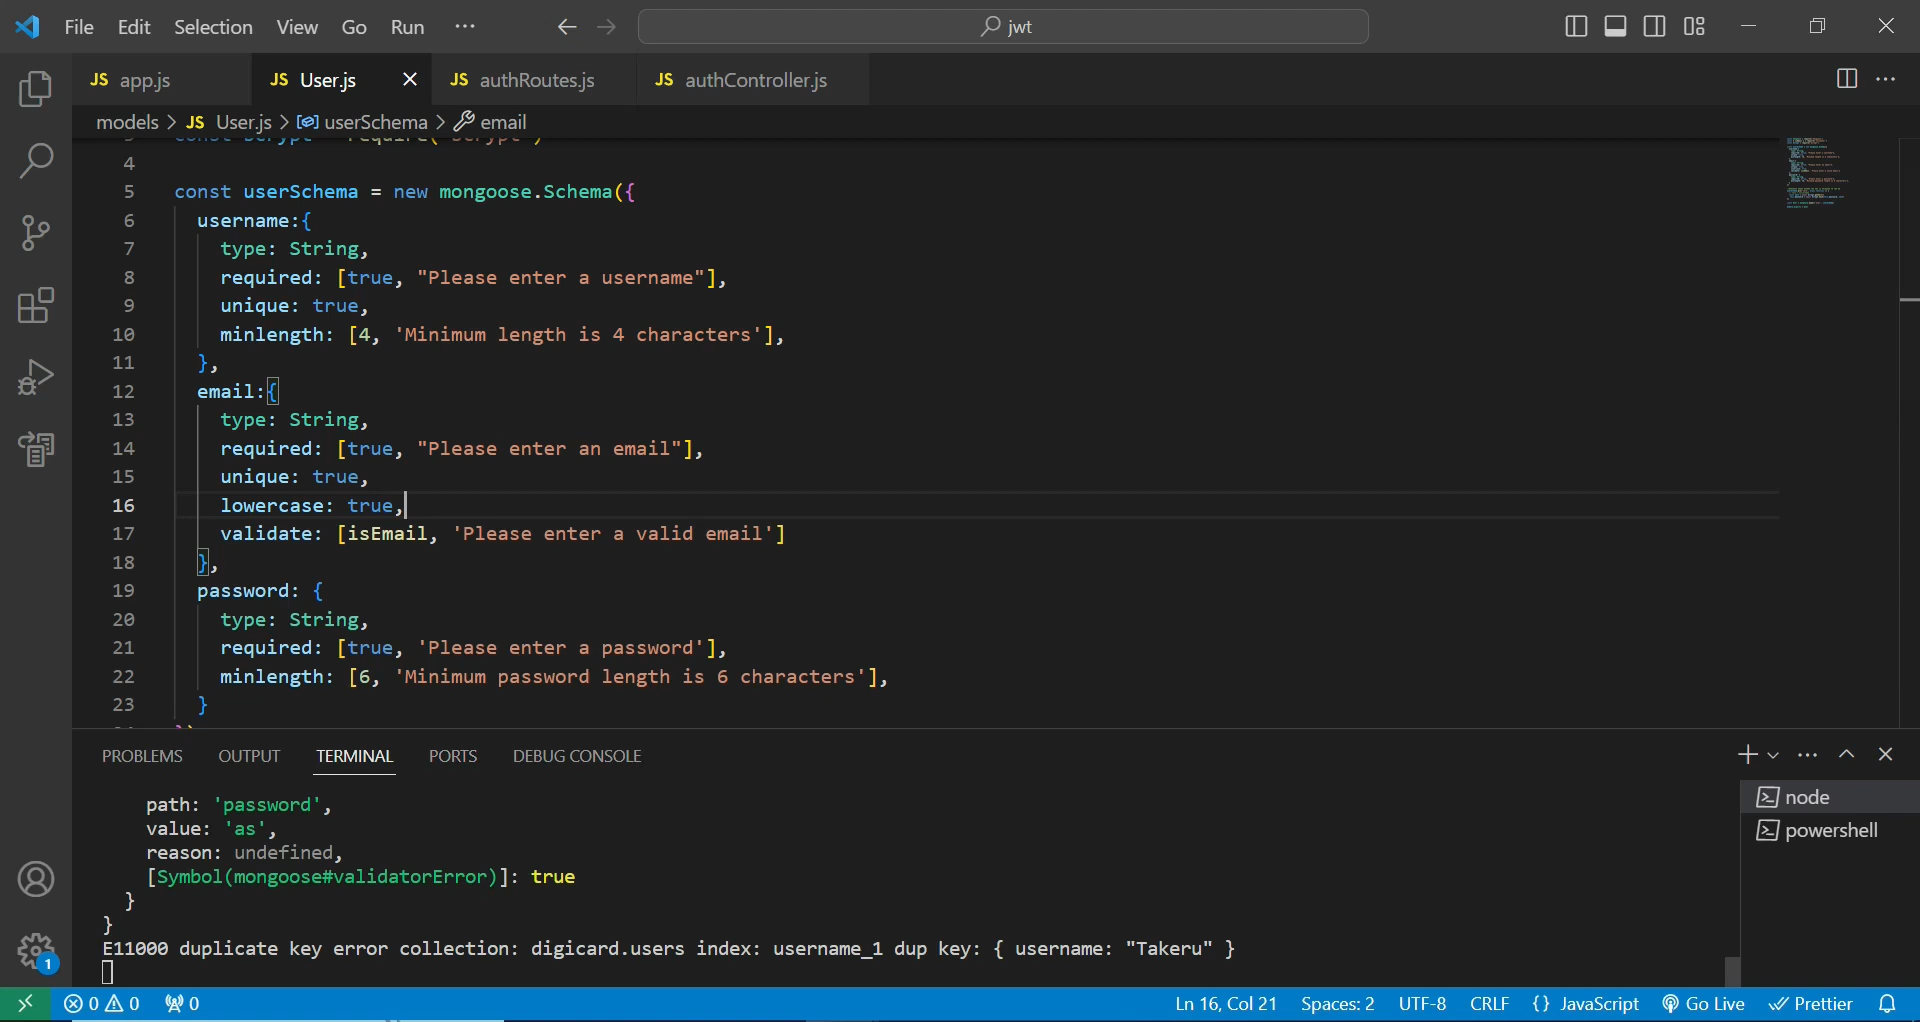 File Edit Selection View Go Run ··· jwt
JS app.js JS User.js JS authRoutes.js JS authController.js
models > JS User.js > userSchema > email
4
5 const userSchema = new mongoose.Schema({
6 username:{
7 type: String,
8 required: [true, "Please enter a username"],
9 unique: true,
10 minlength: [4, 'Minimum length is 4 characters'],
11 },
12 email:{
13 type: String,
14 required: [true, "Please enter an email"],
15 unique: true,
16 lowercase: true,
17 validate: [isEmail, 'Please enter a valid email']
18 },
19 password: {
20 type: String,
21 required: [true, 'Please enter a password'],
22 minlength: [6, 'Minimum password length is 6 characters'],
23 }
PROBLEMS OUTPUT TERMINAL PORTS DEBUG CONSOLE
path: 'password',
value: 'as',
reason: undefined,
[Symbol(mongoose#validatorError)]: true
}
}
E11000 duplicate key error collection: digicard.users index: username_1 dup key: { username: "Takeru" }
node
powershell
1
0 0 0 Ln 16, Col 21 Spaces: 2 UTF-8 CRLF {} JavaScript Go Live Prettier